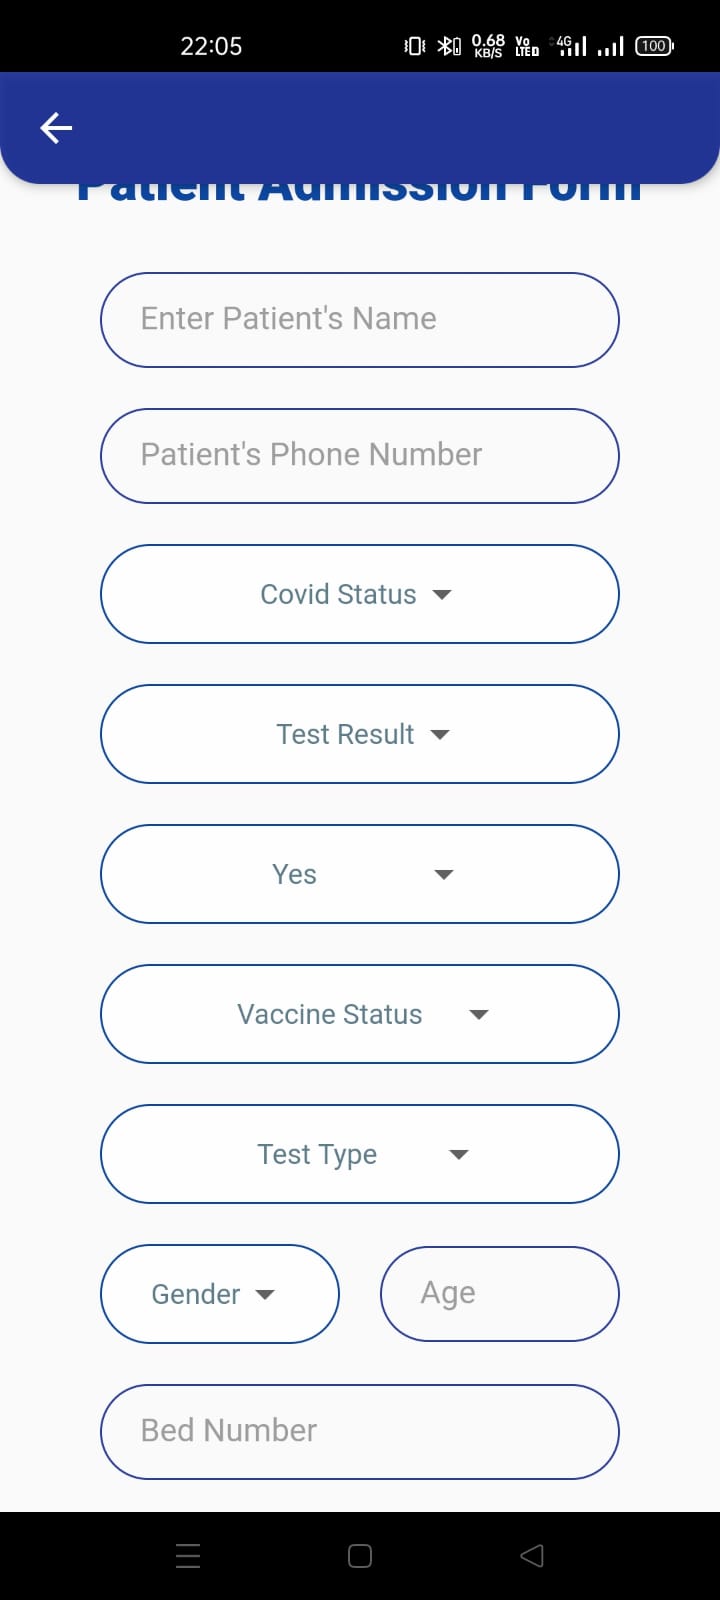 22:05
0.68 KB/S
Vo LTE
4G
100
Patient Admission Form
Enter Patient's Name
Patient's Phone Number
Covid Status
Test Result
Yes
Vaccine Status
Test Type
Gender
Age
Bed Number